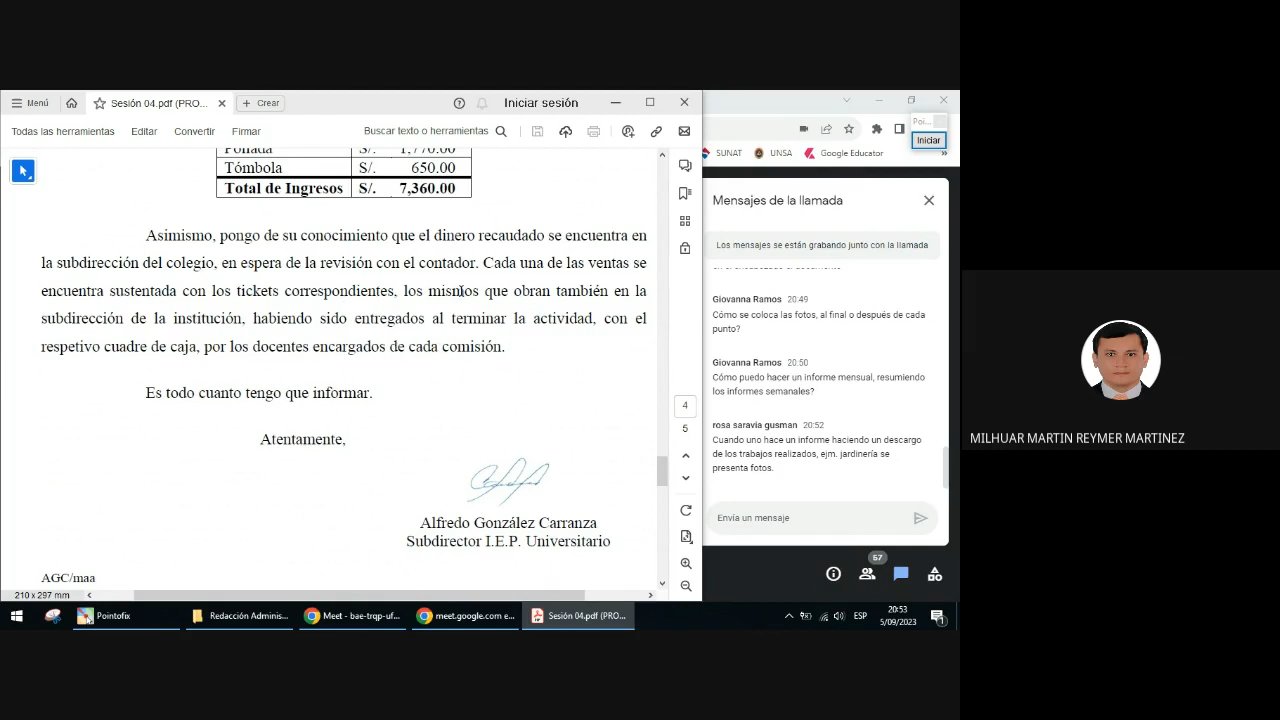 Menú
Sesión 04.pdf (PRO...
Crear
Iniciar sesión
Todas las herramientas Editar Convertir Firmar
Buscar texto o herramientas
Pollada S/. 1,770.00
Tómbola S/. 650.00
Total de Ingresos S/. 7,360.00
Asimismo, pongo de su conocimiento que el dinero recaudado se encuentra en
la subdirección del colegio, en espera de la revisión con el contador. Cada una de las ventas se
encuentra sustentada con los tickets correspondientes, los mismos que obran también en la
subdirección de la institución, habiendo sido entregados al terminar la actividad, con el
respetivo cuadre de caja, por los docentes encargados de cada comisión.
Es todo cuanto tengo que informar.
Atentamente,
Alfredo González Carranza
Subdirector I.E.P. Universitario
AGC/maa
210 x 297 mm
4
5
Poi...
Iniciar
SUNAT UNSA Google Educator
Mensajes de la llamada
Los mensajes se están grabando junto con la llamada
Giovanna Ramos 20:49
Cómo se coloca las fotos, al final o después de cada
punto?
Giovanna Ramos 20:50
Cómo puedo hacer un informe mensual, resumiendo
los informes semanales?
rosa saravia gusman 20:52
Cuando uno hace un informe haciendo un descargo
de los trabajos realizados, ejm. jardinería se
presenta fotos.
Envía un mensaje
57
MILHUAR MARTIN REYMER MARTINEZ
Pointofix
Redacción Adminis...
Meet - bae-trqp-uf...
meet.google.com e...
Sesión 04.pdf (PRO...
ESP
20:53
5/09/2023
1